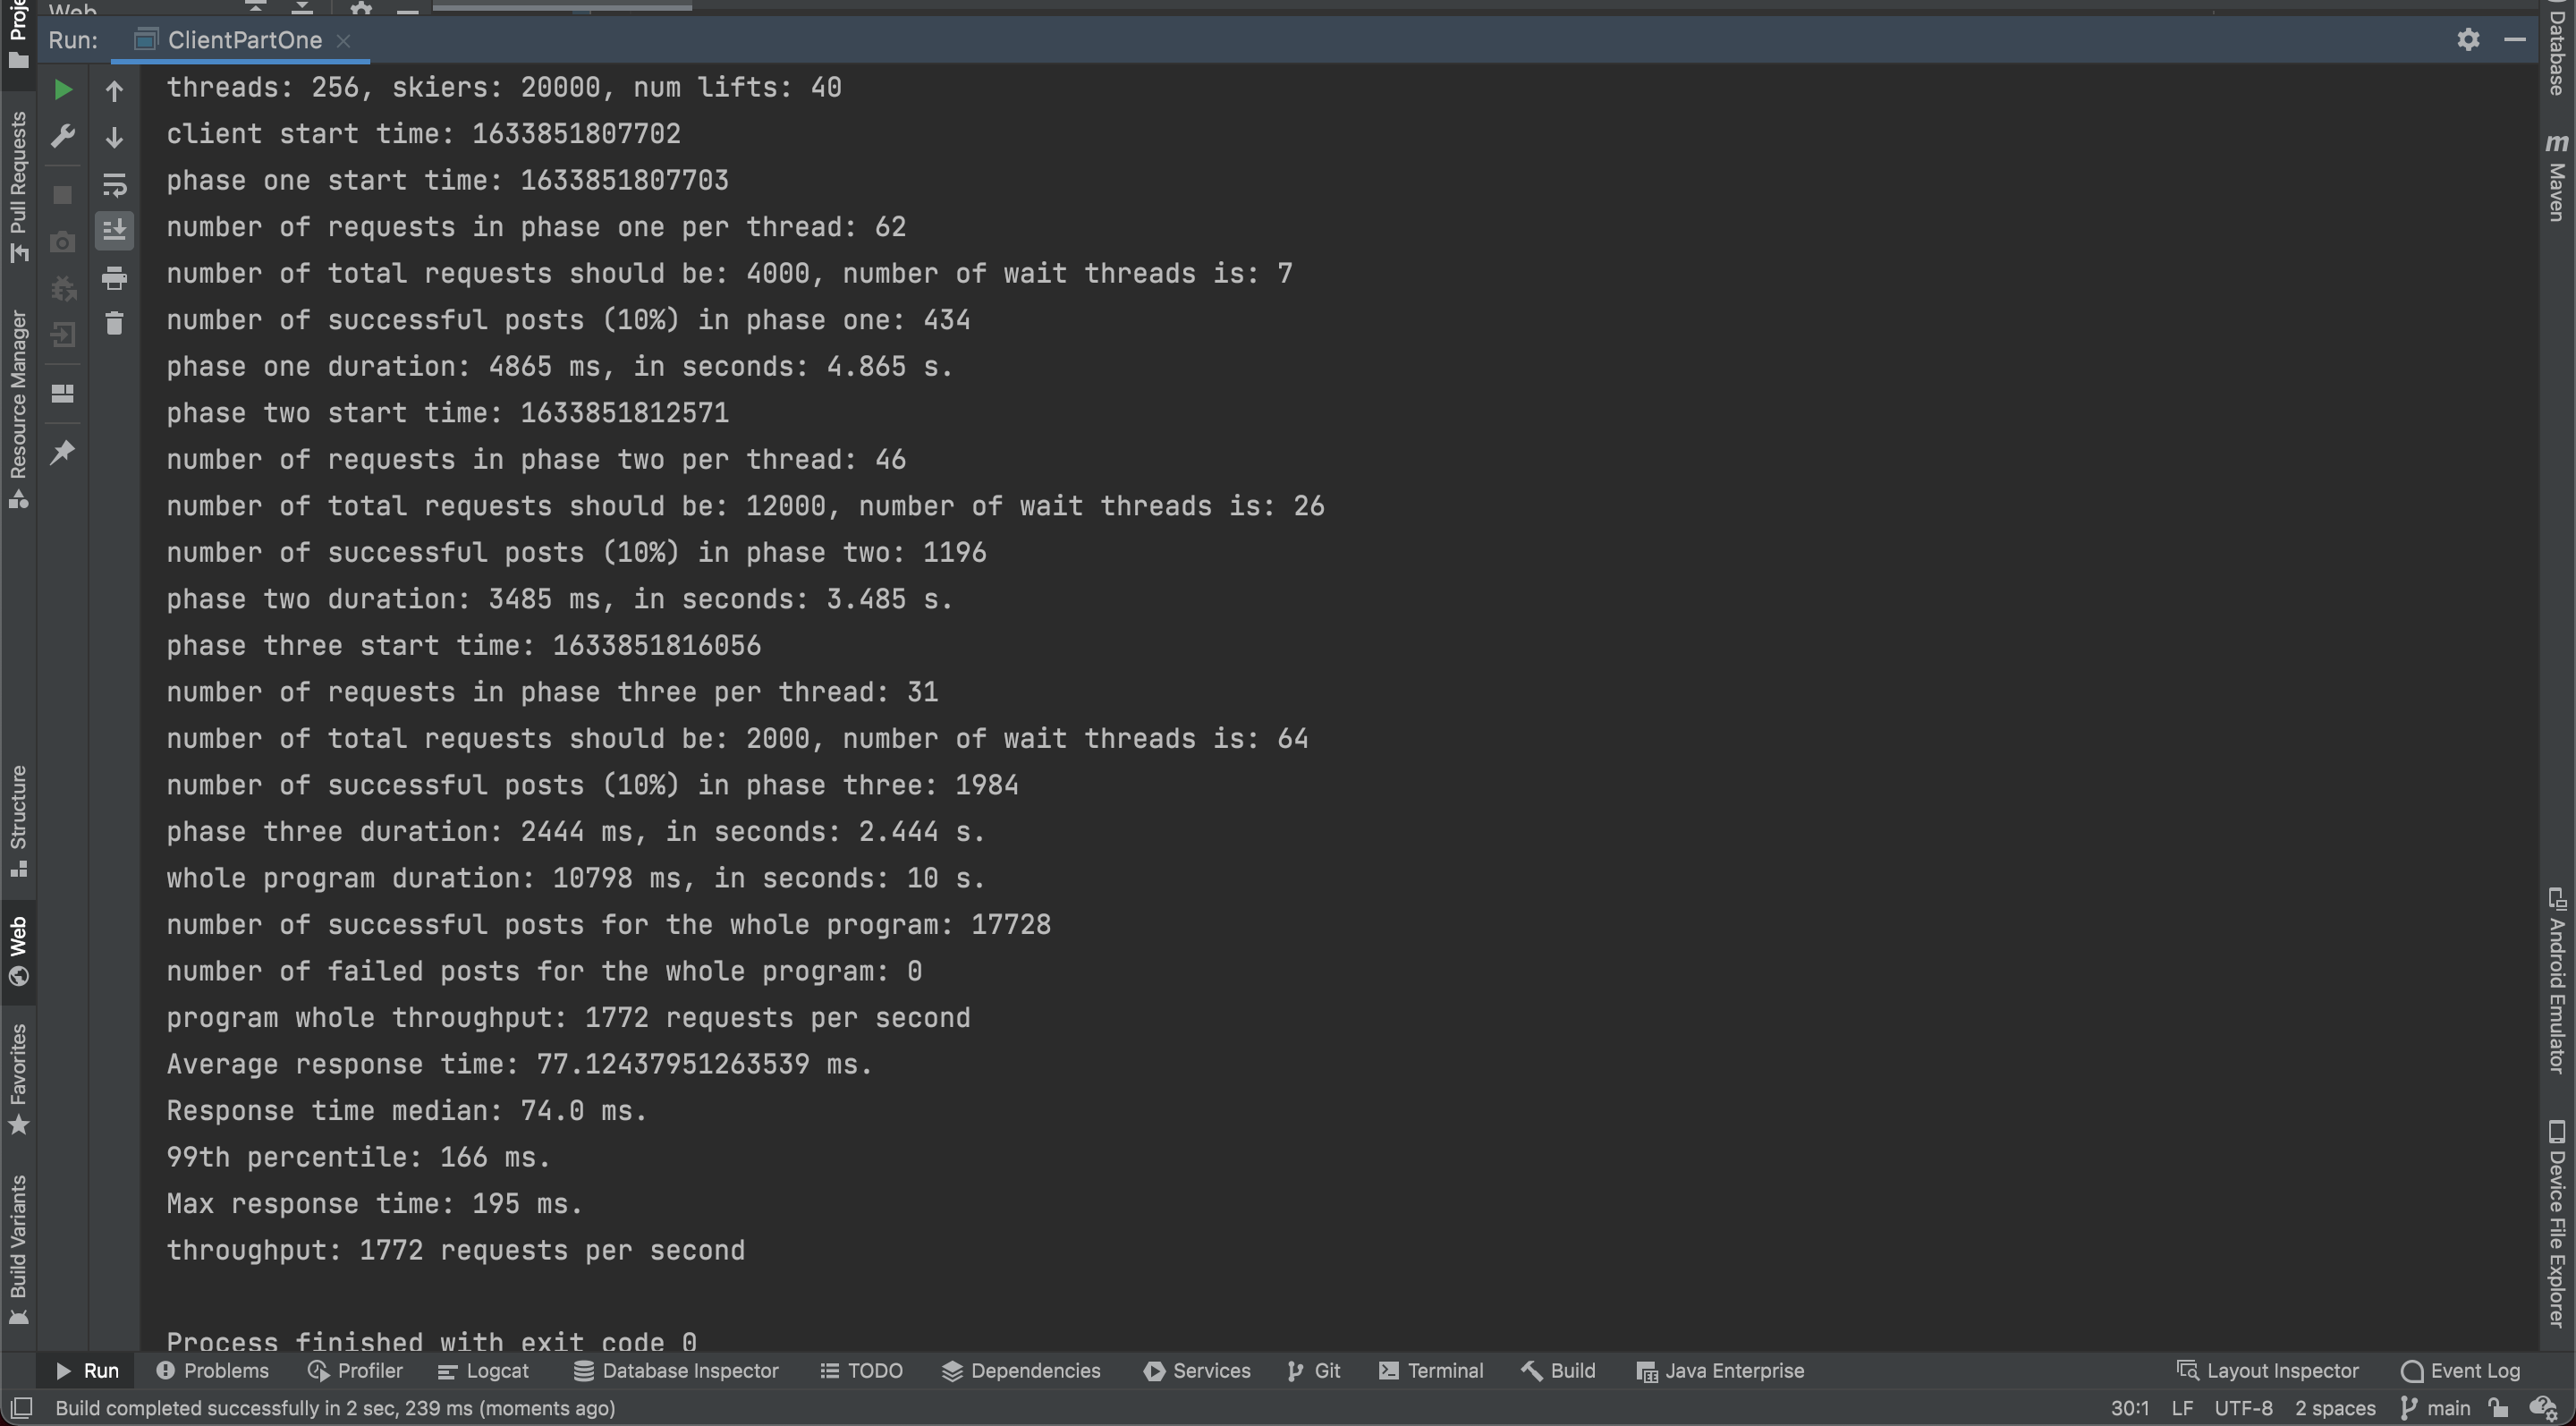 Web
Run:
ClientPartOne
threads: 256, skiers: 20000, num lifts: 40
client start time: 1633851807702
phase one start time: 1633851807703
number of requests in phase one per thread: 62
number of total requests should be: 4000, number of wait threads is: 7
number of successful posts (10%) in phase one: 434
phase one duration: 4865 ms, in seconds: 4.865 s.
phase two start time: 1633851812571
number of requests in phase two per thread: 46
number of total requests should be: 12000, number of wait threads is: 26
number of successful posts (10%) in phase two: 1196
phase two duration: 3485 ms, in seconds: 3.485 s.
phase three start time: 1633851816056
number of requests in phase three per thread: 31
number of total requests should be: 2000, number of wait threads is: 64
number of successful posts (10%) in phase three: 1984
phase three duration: 2444 ms, in seconds: 2.444 s.
whole program duration: 10798 ms, in seconds: 10 s.
number of successful posts for the whole program: 17728
number of failed posts for the whole program: 0
program whole throughput: 1772 requests per second
Average response time: 77.12437951263539 ms.
Response time median: 74.0 ms.
99th percentile: 166 ms.
Max response time: 195 ms.
throughput: 1772 requests per second
Process finished with exit code 0
Proje
Pull Requests
Resource Manager
Structure
Web
Favorites
Build Variants
Database
m Maven
Android Emulator
Device File Explorer
Run
Problems
Profiler
Logcat
Database Inspector
TODO
Dependencies
Services
Git
Terminal
Build
Java Enterprise
Layout Inspector
Event Log
Build completed successfully in 2 sec, 239 ms (moments ago)
30:1
LF
UTF-8
2 spaces
main